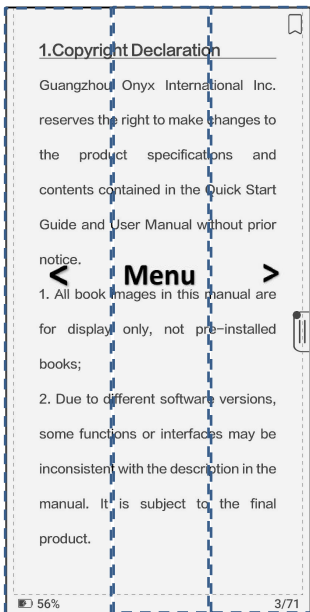 1.Copyright Declaration
Guangzhou Onyx International Inc.
reserves the right to make changes to
the product specifications and
contents contained in the Quick Start
Guide and User Manual without prior
notice.
< Menu >
1. All book images in this manual are
for display only, not pre-installed
books;
2. Due to different software versions,
some functions or interfaces may be
inconsistent with the description in the
manual. It is subject to the final
product.
56% 3/71